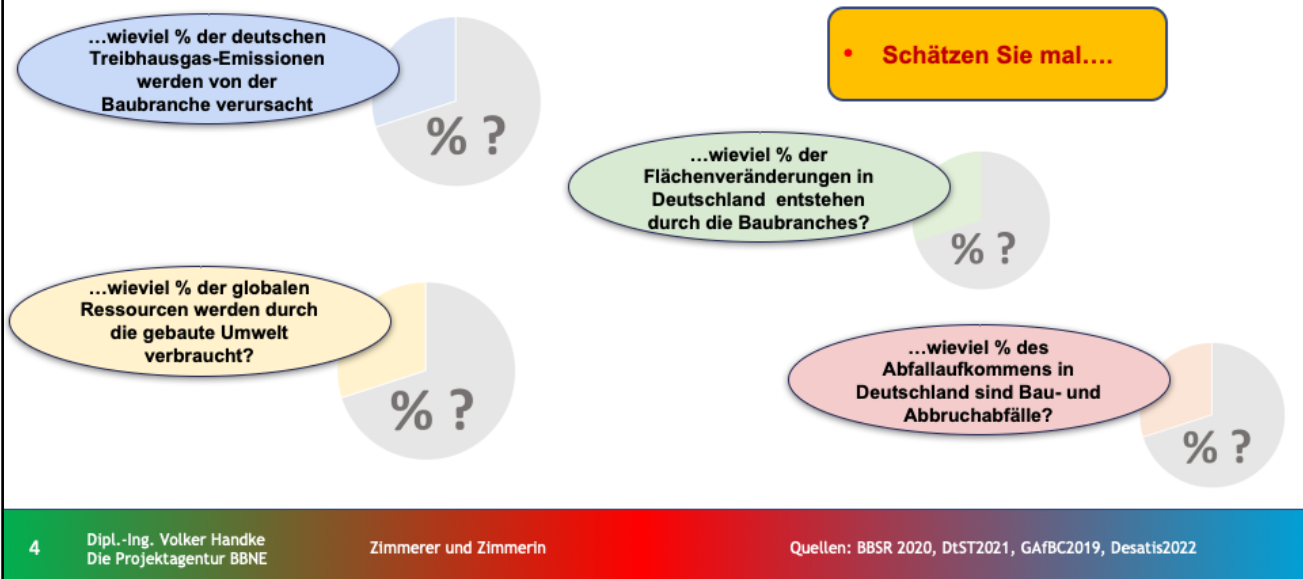 …wieviel % der deutschen
Treibhausgas-Emissionen
werden von der
Baubranche verursacht
% ?
• Schätzen Sie mal….
…wieviel % der
Flächenveränderungen in
Deutschland entstehen
durch die Baubranches?
% ?
…wieviel % der globalen
Ressourcen werden durch
die gebaute Umwelt
verbraucht?
% ?
…wieviel % des
Abfallaufkommens in
Deutschland sind Bau- und
Abbruchabfälle?
% ?
4
Dipl.-Ing. Volker Handke
Die Projektagentur BBNE
Zimmerer und Zimmerin
Quellen: BBSR 2020, DtST2021, GAfBC2019, Desatis2022